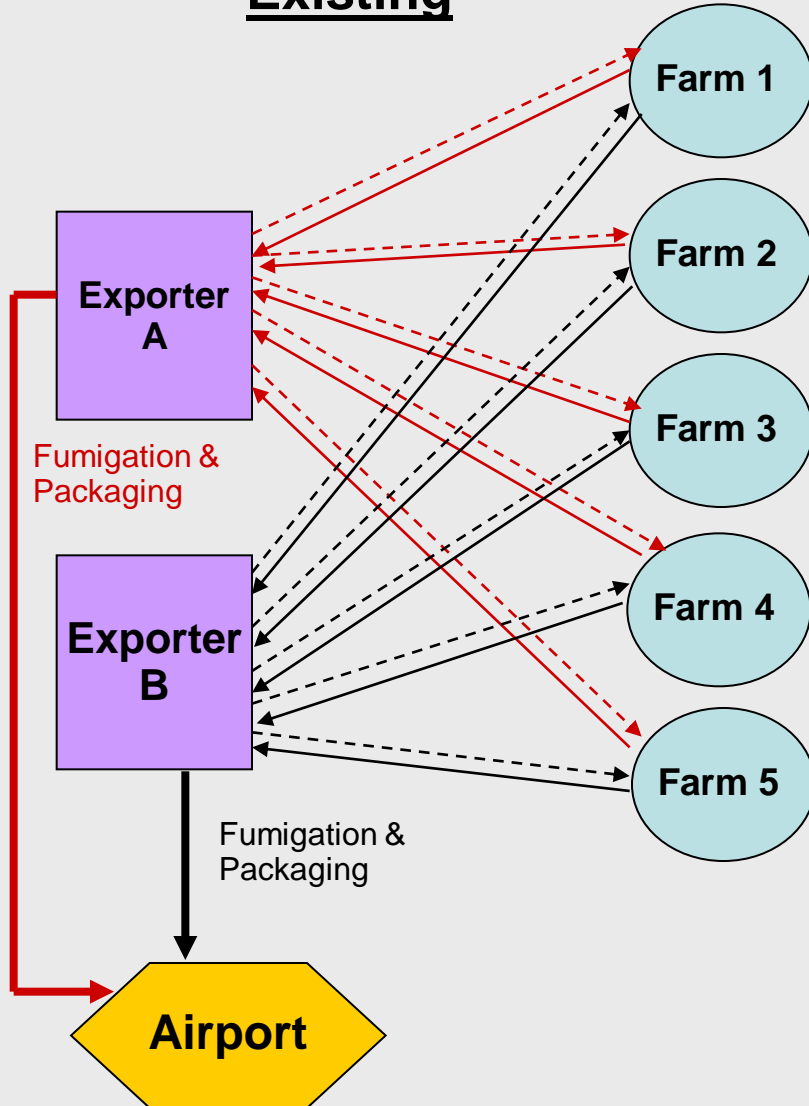 Existing
Farm 1
Farm 2
Exporter
A
Farm 3
Fumigation &
Packaging
Farm 4
Exporter
B
Farm 5
Fumigation &
Packaging
Airport